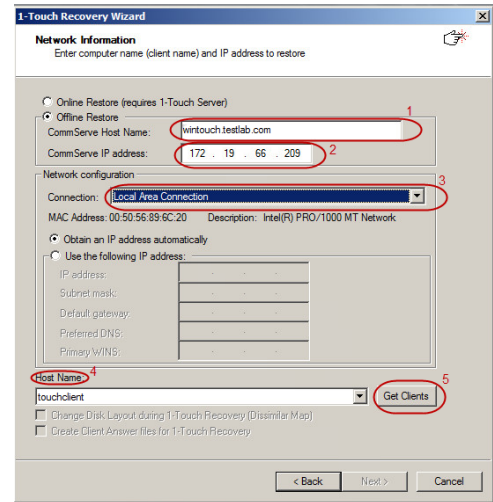 1-Touch Recovery Wizard
Network Information
Enter computer name (client name) and IP address to restore
Online Restore (requires 1-Touch Server)
1
Offline Restore
CommServe Host Name: wintouch.testlab.com
CommServe IP address: 172 . 19 . 66 . 209 2
Network configuration
3
Connection: Local Area Connection
MAC Address: 00:50:56:89:6C:20 Description: Intel(R) PRO/1000 MT Network
Obtain an IP address automatically
Use the following IP address:
IP address:
Subnet mask:
Default gateway:
Preferred DNS:
Primary WINS:
Host Name: 4
5
touchclient Get Clients
Change Disk Layout during 1-Touch Recovery (Dissimilar Map)
Create Client Answer files for 1-Touch Recovery
< Back Next > Cancel